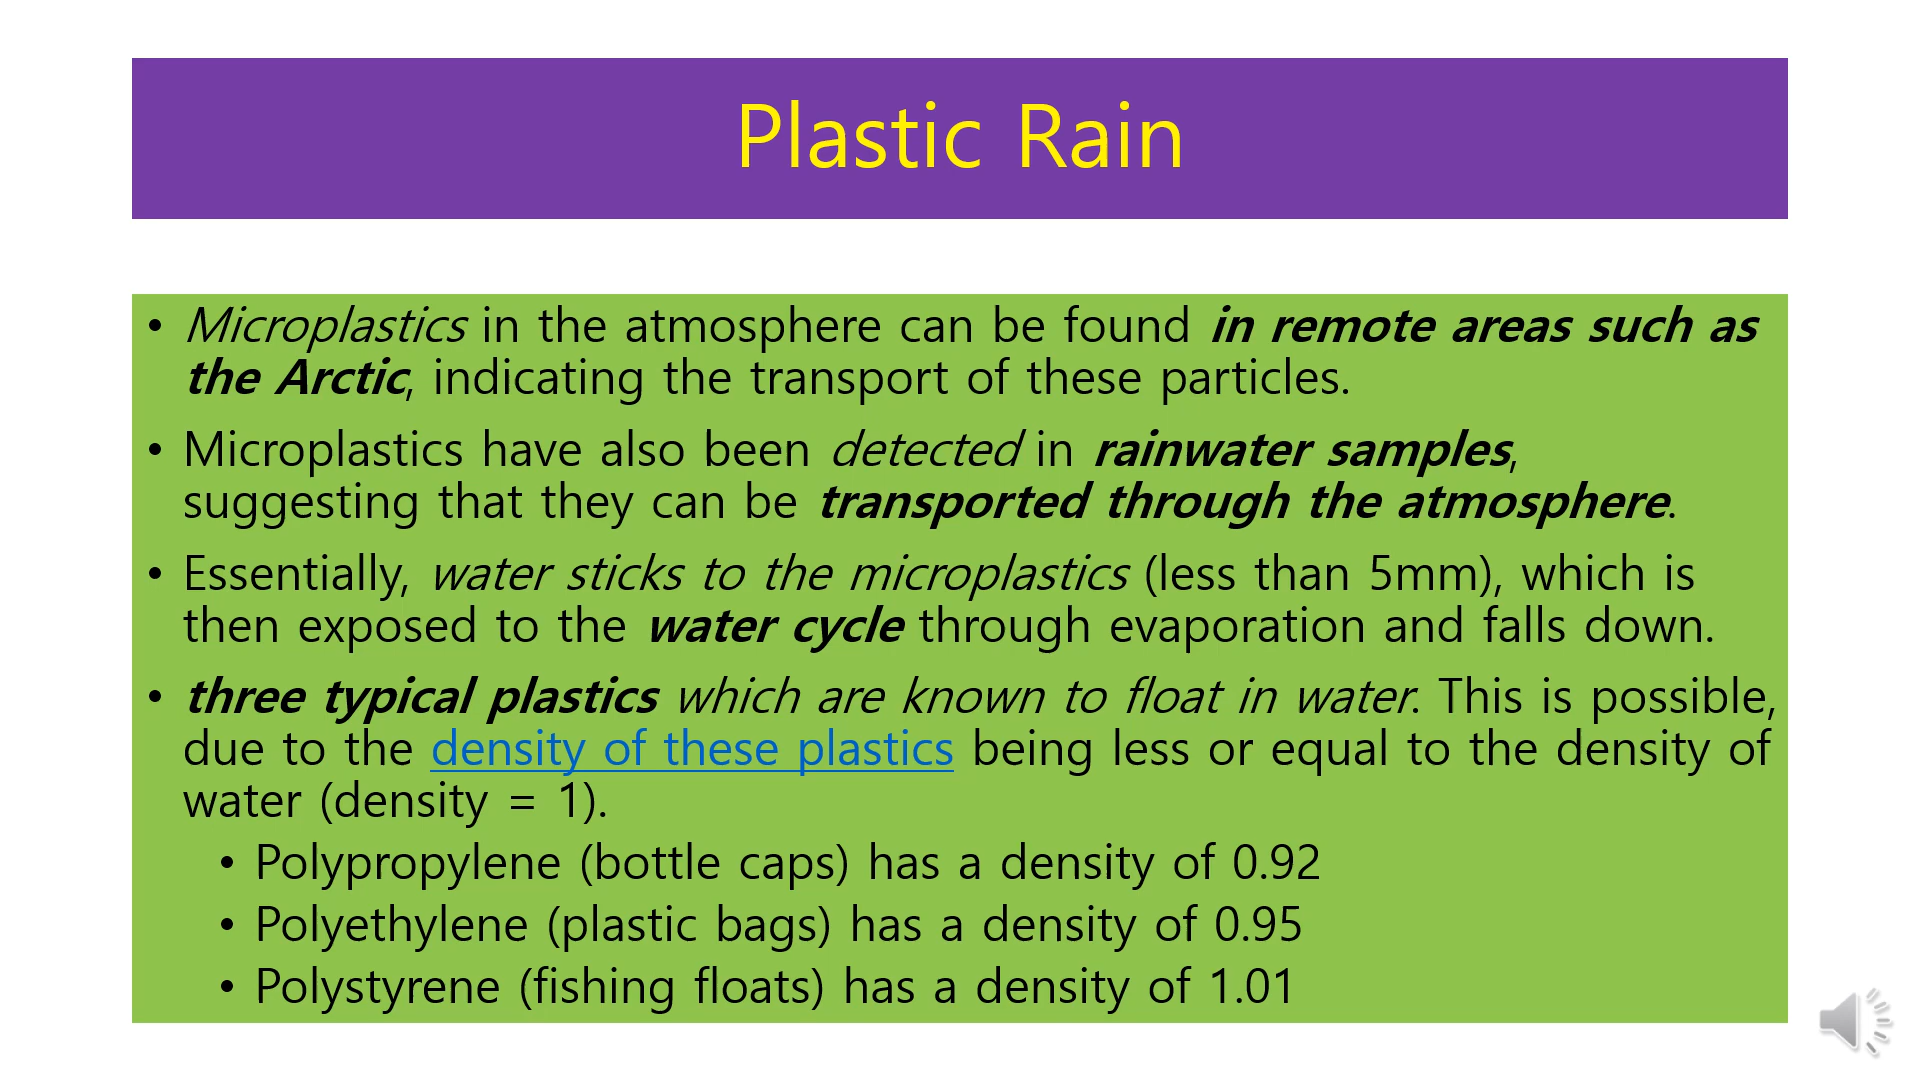 Plastic Rain
• Microplastics in the atmosphere can be found in remote areas such as
the Arctic, indicating the transport of these particles.
• Microplastics have also been detected in rainwater samples,
suggesting that they can be transported through the atmosphere.
• Essentially, water sticks to the microplastics (less than 5mm), which is
then exposed to the water cycle through evaporation and falls down.
• three typical plastics which are known to float in water. This is possible,
due to the density of these plastics being less or equal to the density of
water (density = 1).
• Polypropylene (bottle caps) has a density of 0.92
• Polyethylene (plastic bags) has a density of 0.95
• Polystyrene (fishing floats) has a density of 1.01